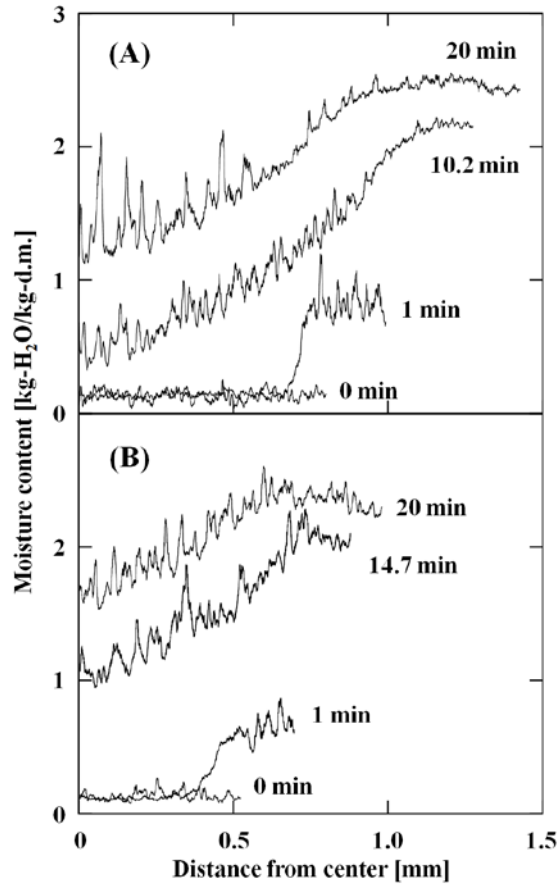 3
(A)
20 min
10.2 min
2
1
1 min
0 min
0
(B)
20 min
14.7 min
2
1
1 min
0 min
0
0 0.5 1.0 1.5
Distance from center [mm]
Moisture content [kg-H₂O/kg-d.m.]